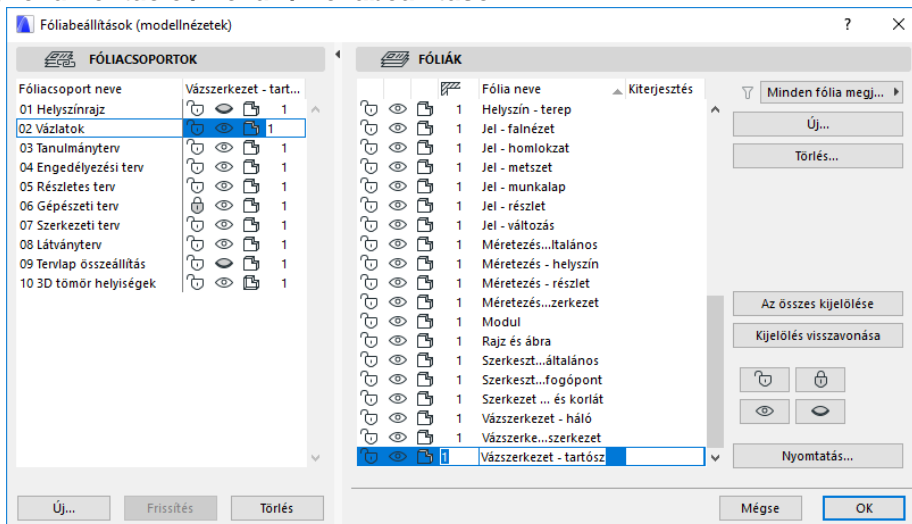 Fóliabeállítások (modellnézetek)
?
FÓLIACSOPORTOK
FÓLIÁK
Fóliacsoport neve Vázszerkezet - tart...
01 Helyszínrajz 1
02 Vázlatok 1
03 Tanulmányterv 1
04 Engedélyezési terv 1
05 Részletes terv 1
06 Gépészeti terv 1
07 Szerkezeti terv 1
08 Látványterv 1
09 Tervlap összeállítás 1
10 3D tömör helyiségek 1
Új...
Frissítés
Törlés
Fólia neve Kiterjesztés
1 Helyszín - terep
1 Jel - falnézet
1 Jel - homlokzat
1 Jel - metszet
1 Jel - munkalap
1 Jel - részlet
1 Jel - változás
1 Méretezés...ltalános
1 Méretezés - helyszín
1 Méretezés - részlet
1 Méretezés...zerkezet
1 Modul
1 Rajz és ábra
1 Szerkeszt...általános
1 Szerkeszt...fogópont
1 Szerkezet ... és korlát
1 Vázszerkezet - háló
1 Vázszerke...szerkezet
1 Vázszerkezet - tartósz
Minden fólia megj...
Új...
Törlés...
Az összes kijelölése
Kijelölés visszavonása
Nyomtatás...
Mégse
OK